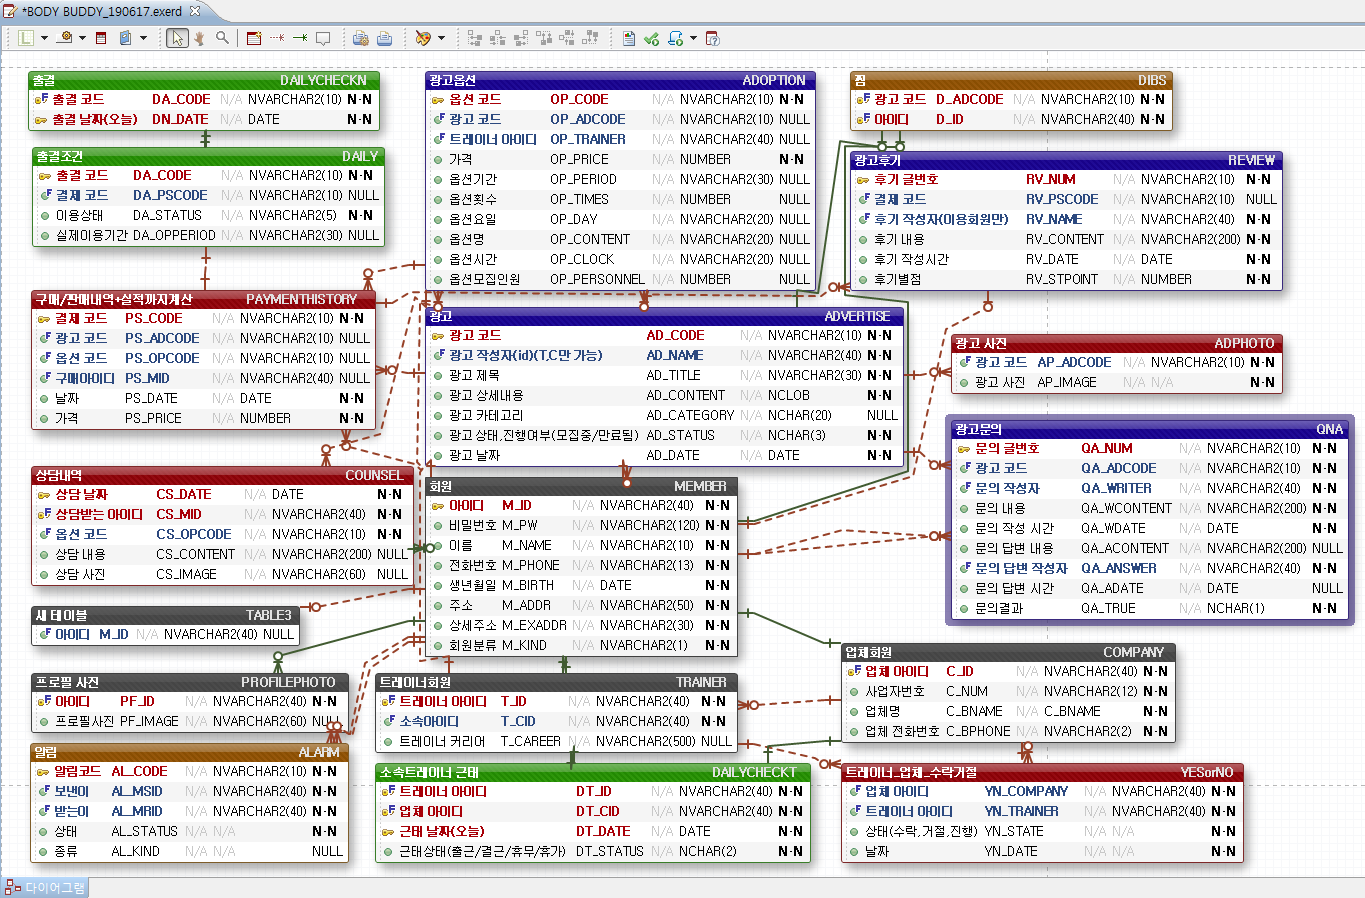 *BODY BUDDY_190617.exerd
출결 DAILYCHECKN
출결 코드 DA_CODE N/A NVARCHAR2(10) N-N
출결 날짜(오늘) DN_DATE N/A DATE N-N
출결조건 DAILY
출결 코드 DA_CODE N/A NVARCHAR2(10) N-N
결제 코드 DA_PSCODE N/A NVARCHAR2(10) NULL
이용상태 DA_STATUS N/A NVARCHAR2(5) N-N
실제이용기간 DA_OPPERIOD N/A NVARCHAR2(30) NULL
구매/판매내역+실적까지계산 PAYMENTHISTORY
결제 코드 PS_CODE N/A NVARCHAR2(10) N-N
광고 코드 PS_ADCODE N/A NVARCHAR2(10) NULL
옵션 코드 PS_OPCODE N/A NVARCHAR2(10) NULL
구매아이디 PS_MID N/A NVARCHAR2(40) NULL
날짜 PS_DATE N/A DATE N-N
가격 PS_PRICE N/A NUMBER N-N
상담내역 COUNSEL
상담 날짜 CS_DATE N/A DATE N-N
상담받는 아이디 CS_MID N/A NVARCHAR2(40) N-N
옵션 코드 CS_OPCODE N/A NVARCHAR2(10) N-N
상담 내용 CS_CONTENT N/A NVARCHAR2(200) NULL
상담 사진 CS_IMAGE N/A NVARCHAR2(60) NULL
새 테이블 TABLE3
아이디 M_ID N/A NVARCHAR2(40) NULL
프로필 사진 PROFILEPHOTO
아이디 PF_ID N/A NVARCHAR2(40) N-N
프로필사진 PF_IMAGE N/A NVARCHAR2(60) NULL
알림 ALARM
알림코드 AL_CODE N/A NVARCHAR2(10) N-N
보낸이 AL_MSID N/A NVARCHAR2(40) N-N
받는이 AL_MRID N/A NVARCHAR2(40) N-N
상태 AL_STATUS N/A N/A N-N
종류 AL_KIND N/A N/A NULL
광고옵션 ADOPTION
옵션 코드 OP_CODE N/A NVARCHAR2(10) N-N
광고 코드 OP_ADCODE N/A NVARCHAR2(10) NULL
트레이너 아이디 OP_TRAINER N/A NVARCHAR2(40) NULL
가격 OP_PRICE N/A NUMBER N-N
옵션기간 OP_PERIOD N/A NVARCHAR2(30) NULL
옵션횟수 OP_TIMES N/A NUMBER NULL
옵션요일 OP_DAY N/A NVARCHAR2(20) NULL
옵션명 OP_CONTENT N/A NVARCHAR2(20) NULL
옵션시간 OP_CLOCK N/A NVARCHAR2(20) NULL
옵션모집인원 OP_PERSONNEL N/A NUMBER NULL
광고 ADVERTISE
광고 코드 AD_CODE N/A NVARCHAR2(10) N-N
광고 작성자(id)(T,C만 가능) AD_NAME N/A NVARCHAR2(40) N-N
광고 제목 AD_TITLE N/A NVARCHAR2(30) N-N
광고 상세내용 AD_CONTENT N/A NCLOB N-N
광고 카테고리 AD_CATEGORY N/A NCHAR(20) NULL
광고 상태,진행여부(모집중/만료됨) AD_STATUS N/A NCHAR(3) N-N
광고 날짜 AD_DATE N/A DATE N-N
회원 MEMBER
아이디 M_ID N/A NVARCHAR2(40) N-N
비밀번호 M_PW N/A NVARCHAR2(120) N-N
이름 M_NAME N/A NVARCHAR2(10) N-N
전화번호 M_PHONE N/A NVARCHAR2(13) N-N
생년월일 M_BIRTH N/A DATE N-N
주소 M_ADDR N/A NVARCHAR2(50) N-N
상세주소 M_EXADDR N/A NVARCHAR2(30) N-N
회원분류 M_KIND N/A NVARCHAR2(1) N-N
트레이너회원 TRAINER
트레이너 아이디 T_ID N/A NVARCHAR2(40) N-N
소속아이디 T_CID N/A NVARCHAR2(40) N-N
트레이너 커리어 T_CAREER N/A NVARCHAR2(500) NULL
소속트레이너 근태 DAILYCHECKT
트레이너 아이디 DT_ID N/A NVARCHAR2(40) N-N
업체 아이디 DT_CID N/A NVARCHAR2(40) N-N
근태 날짜(오늘) DT_DATE N/A DATE N-N
근태상태(출근/결근/휴무/휴가) DT_STATUS N/A NCHAR(2) N-N
찜 DIBS
광고 코드 D_ADCODE N/A NVARCHAR2(10) N-N
아이디 D_ID N/A NVARCHAR2(40) N-N
광고후기 REVIEW
후기 글번호 RV_NUM N/A NVARCHAR2(10) N-N
결제 코드 RV_PSCODE N/A NVARCHAR2(10) NULL
후기 작성자(이용회원만) RV_NAME N/A NVARCHAR2(40) N-N
후기 내용 RV_CONTENT N/A NVARCHAR2(200) N-N
후기 작성시간 RV_DATE N/A DATE N-N
후기별점 RV_STPOINT N/A NUMBER N-N
광고 사진 ADPHOTO
광고 코드 AP_ADCODE N/A NVARCHAR2(10) N-N
광고 사진 AP_IMAGE N/A N/A N-N
광고문의 QNA
문의 글번호 QA_NUM N/A NVARCHAR2(10) N-N
광고 코드 QA_ADCODE N/A NVARCHAR2(10) N-N
문의 작성자 QA_WRITER N/A NVARCHAR2(40) N-N
문의 내용 QA_WCONTENT N/A NVARCHAR2(200) N-N
문의 작성 시간 QA_WDATE N/A DATE N-N
문의 답변 내용 QA_ACONTENT N/A NVARCHAR2(200) NULL
문의 답변 작성자 QA_ANSWER N/A NVARCHAR2(40) N-N
문의 답변 시간 QA_ADATE N/A DATE NULL
문의결과 QA_TRUE N/A NCHAR(1) N-N
업체회원 COMPANY
업체 아이디 C_ID N/A NVARCHAR2(40) N-N
사업자번호 C_NUM N/A NVARCHAR2(12) N-N
업체명 C_BNAME N/A C_BNAME N-N
업체 전화번호 C_BPHONE N/A NVARCHAR2(2) N-N
트레이너_업체_수락거절 YESorNO
업체 아이디 YN_COMPANY N/A NVARCHAR2(40) N-N
트레이너 아이디 YN_TRAINER N/A NVARCHAR2(40) N-N
상태(수락,거절,진행) YN_STATE N/A N/A N-N
날짜 YN_DATE N/A N/A N-N
다이어그램